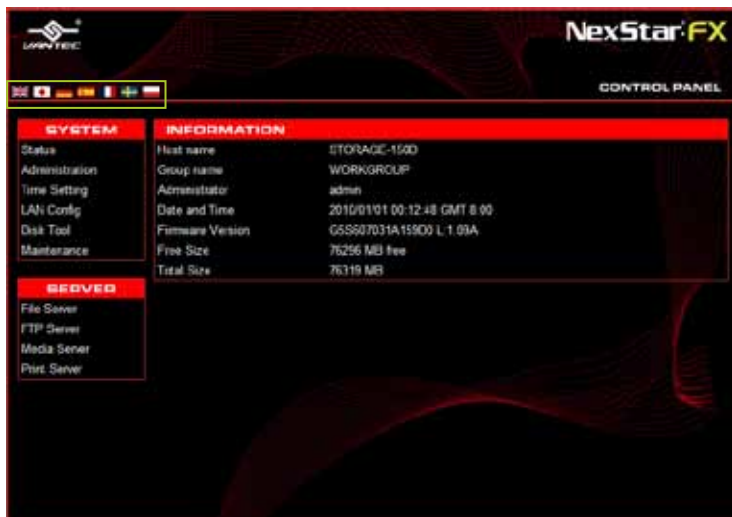 VANTEC
NexStar FX
CONTROL PANEL
SYSTEM
Status
Administration
Time Setting
LAN Config
Disk Tool
Maintenance
INFORMATION
Host name STORAGE-159D
Group name WORKGROUP
Administrator admin
Date and Time 2010/01/01 00:12:48 GMT 8:00
Firmware Version
Free Size 76296 MB free
Total Size 76319 MB
SERVER
File Server
FTP Server
Media Server
Print Server